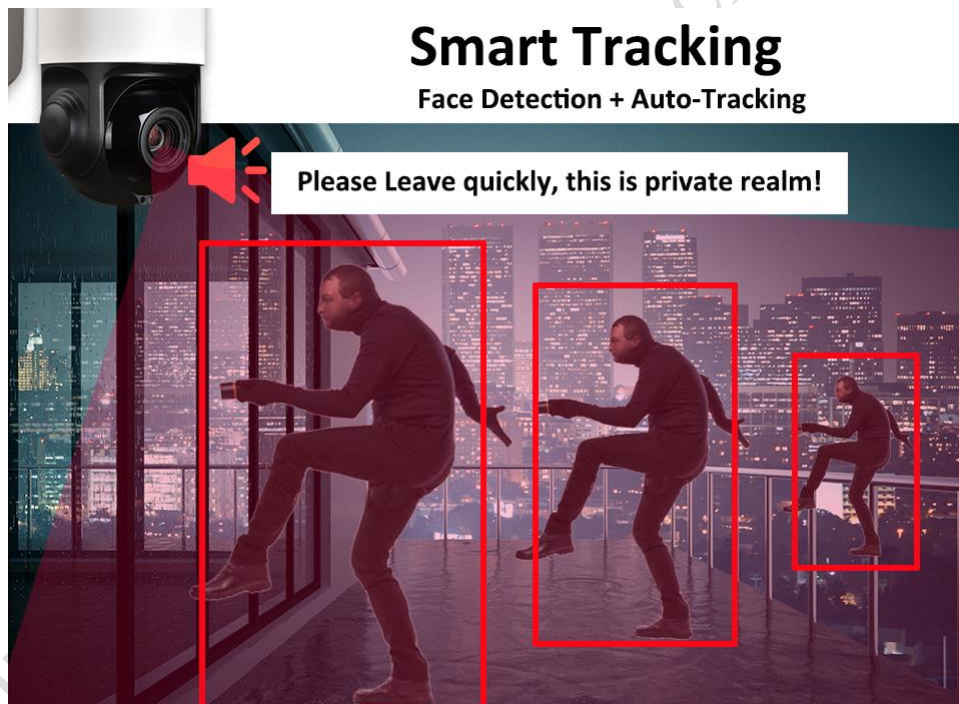 Smart Tracking
Face Detection + Auto-Tracking
Please Leave quickly, this is private realm!